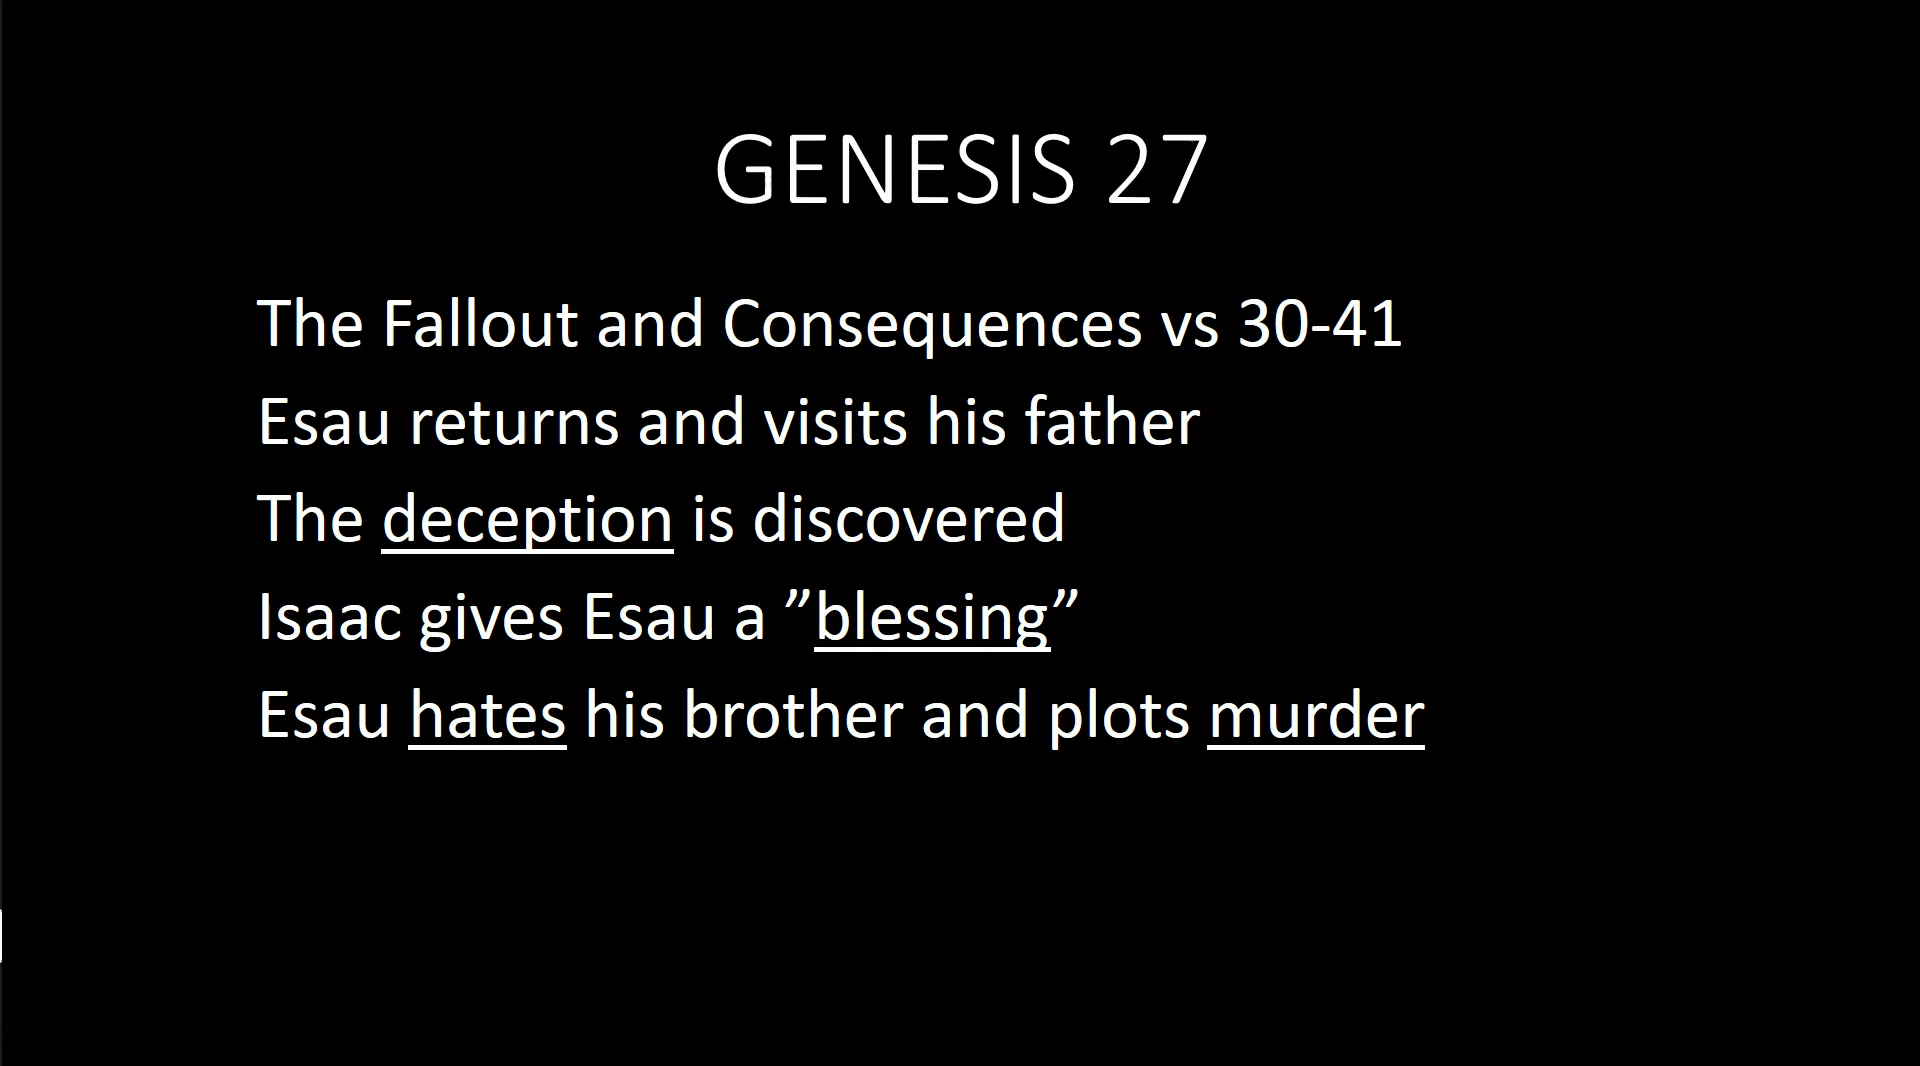 GENESIS 27
The Fallout and Consequences vs 30-41
Esau returns and visits his father
The deception is discovered
Isaac gives Esau a ”blessing”
Esau hates his brother and plots murder